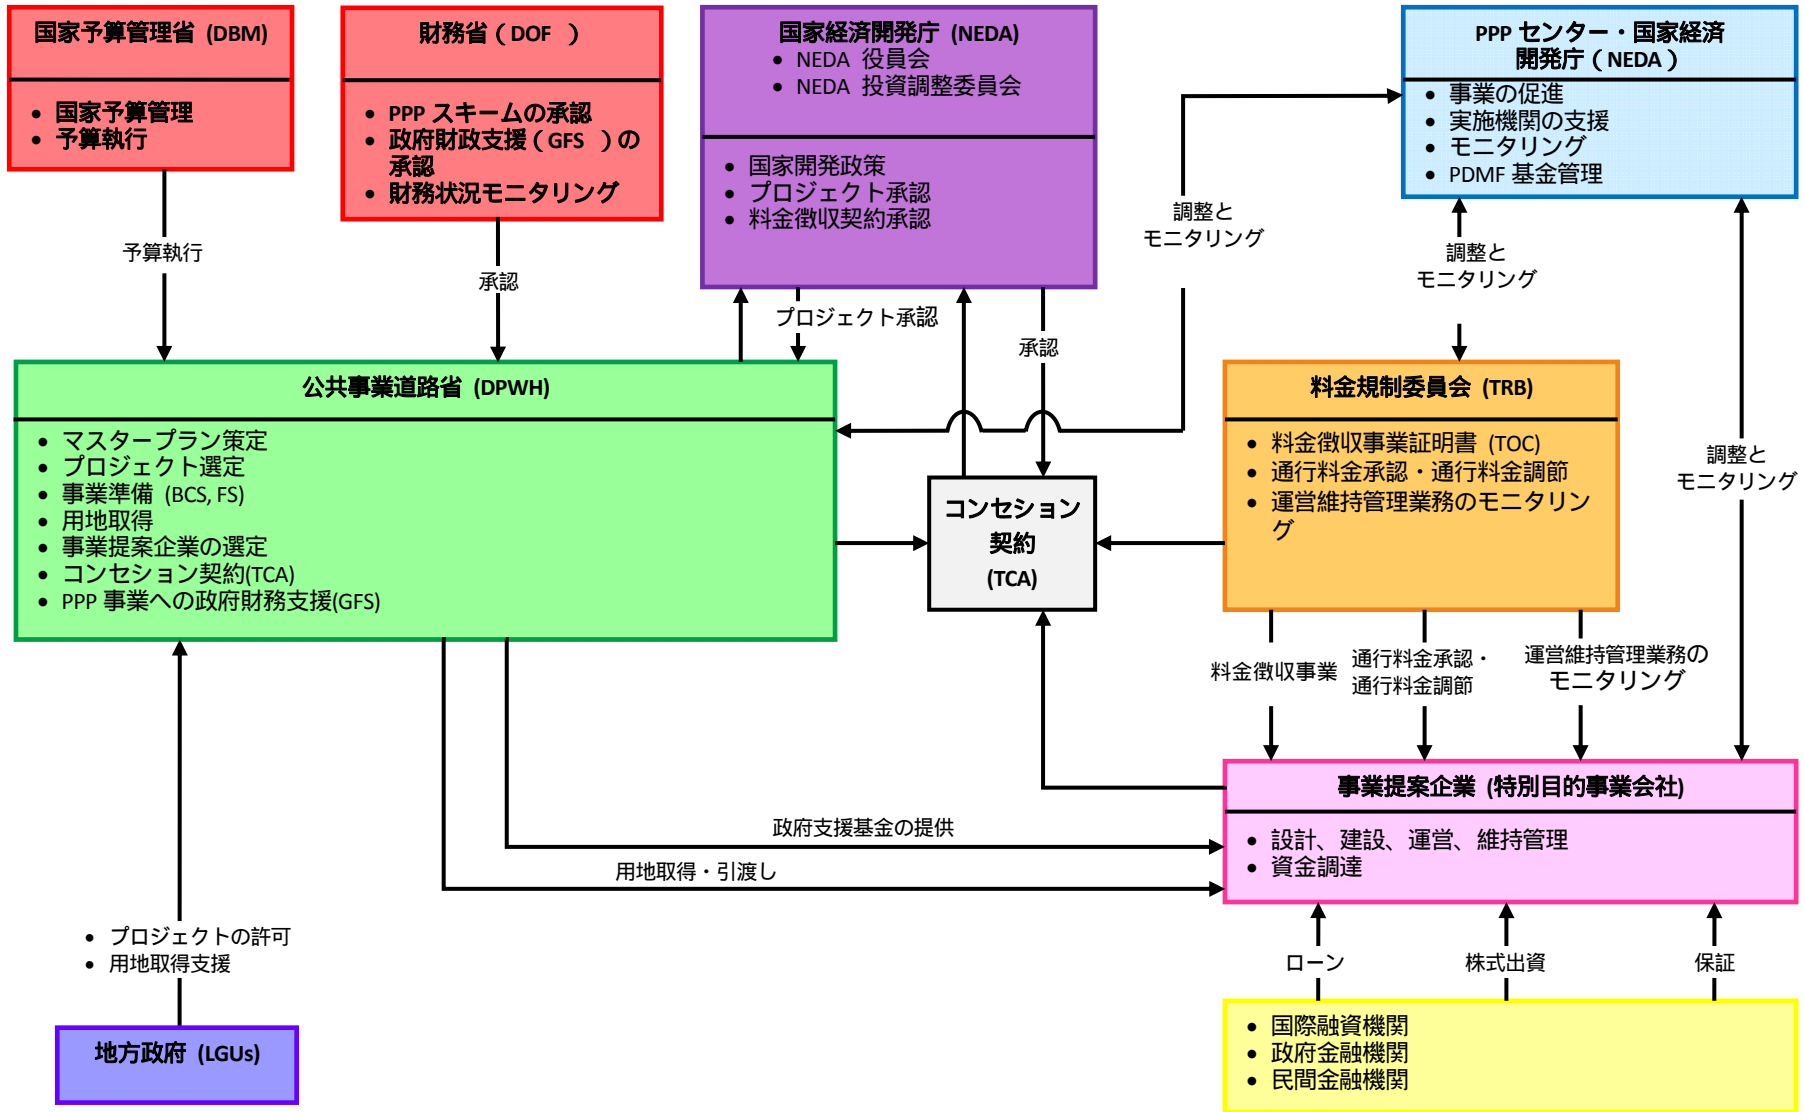 国家予算管理省 (DBM)
• 国家予算管理
• 予算執行
財務省（DOF ）
• PPP スキームの承認
• 政府財政支援（GFS ）の
承認
• 財務状況モニタリング
国家経済開発庁 (NEDA)
• NEDA 役員会
• NEDA 投資調整委員会
• 国家開発政策
• プロジェクト承認
• 料金徴収契約承認
PPP センター・国家経済
開発庁（NEDA）
• 事業の促進
• 実施機関の支援
• モニタリング
• PDMF 基金管理
予算執行
承認
プロジェクト承認
承認
調整と
モニタリング
調整と
モニタリング
調整と
モニタリング
公共事業道路省 (DPWH)
• マスタープラン策定
• プロジェクト選定
• 事業準備 (BCS, FS)
• 用地取得
• 事業提案企業の選定
• コンセション契約(TCA)
• PPP 事業への政府財務支援(GFS)
コンセション
契約
(TCA)
料金規制委員会 (TRB)
• 料金徴収事業証明書 (TOC)
• 通行料金承認・通行料金調節
• 運営維持管理業務のモニタリン
グ
料金徴収事業
通行料金承認・
通行料金調節
運営維持管理業務の
モニタリング
事業提案企業 (特別目的事業会社)
• 設計、建設、運営、維持管理
• 資金調達
政府支援基金の提供
用地取得・引渡し
• プロジェクトの許可
• 用地取得支援
地方政府 (LGUs)
ローン
株式出資
保証
• 国際融資機関
• 政府金融機関
• 民間金融機関